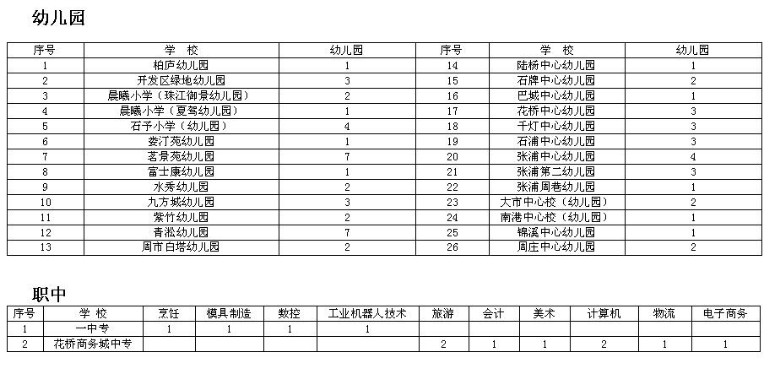 幼儿园
序号 学 校 幼儿园 序号 学 校 幼儿园
1 柏庐幼儿园 1 14 陆杨中心幼儿园 1
2 开发区绿地幼儿园 3 15 石牌中心幼儿园 2
3 晨曦小学（珠江御景幼儿园） 2 16 巴城中心幼儿园 1
4 晨曦小学（夏驾幼儿园） 1 17 花桥中心幼儿园 3
5 石予小学（幼儿园） 4 18 千灯中心幼儿园 3
6 娄江苑幼儿园 1 19 石浦中心幼儿园 3
7 茗景苑幼儿园 7 20 张浦中心幼儿园 4
8 富士康幼儿园 1 21 张浦第二幼儿园 3
9 水秀幼儿园 2 22 张浦周巷幼儿园 1
10 九方城幼儿园 3 23 大市中心校（幼儿园） 2
11 紫竹幼儿园 2 24 南港中心校（幼儿园） 1
12 青淞幼儿园 7 25 锦溪中心幼儿园 1
13 周市白塔幼儿园 2 26 周庄中心幼儿园 2
职中
序号 学 校 烹饪 模具制造 数控 工业机器人技术 旅游 会计 美术 计算机 物流 电子商务
1 一中专 1 1 1 1
2 花桥商务城中专 2 1 1 2 1 1